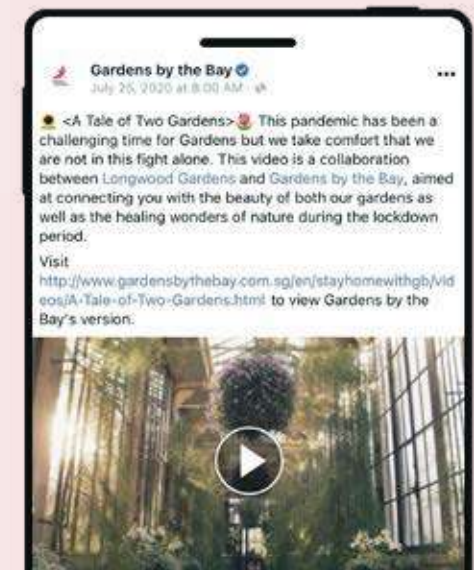 Gardens by the Bay
July 25, 2020 at 8:00 AM
<A Tale of Two Gardens> This pandemic has been a
challenging time for Gardens but we take comfort that we
are not in this fight alone. This video is a collaboration
between Longwood Gardens and Gardens by the Bay, aimed
at connecting you with the beauty of both our gardens as
well as the healing wonders of nature during the lockdown
period.
Visit
http://www.gardensbythebay.com.sg/en/stayhomewithgb/vid
eos/A-Tale-of-Two-Gardens.html to view Gardens by the
Bay's version.